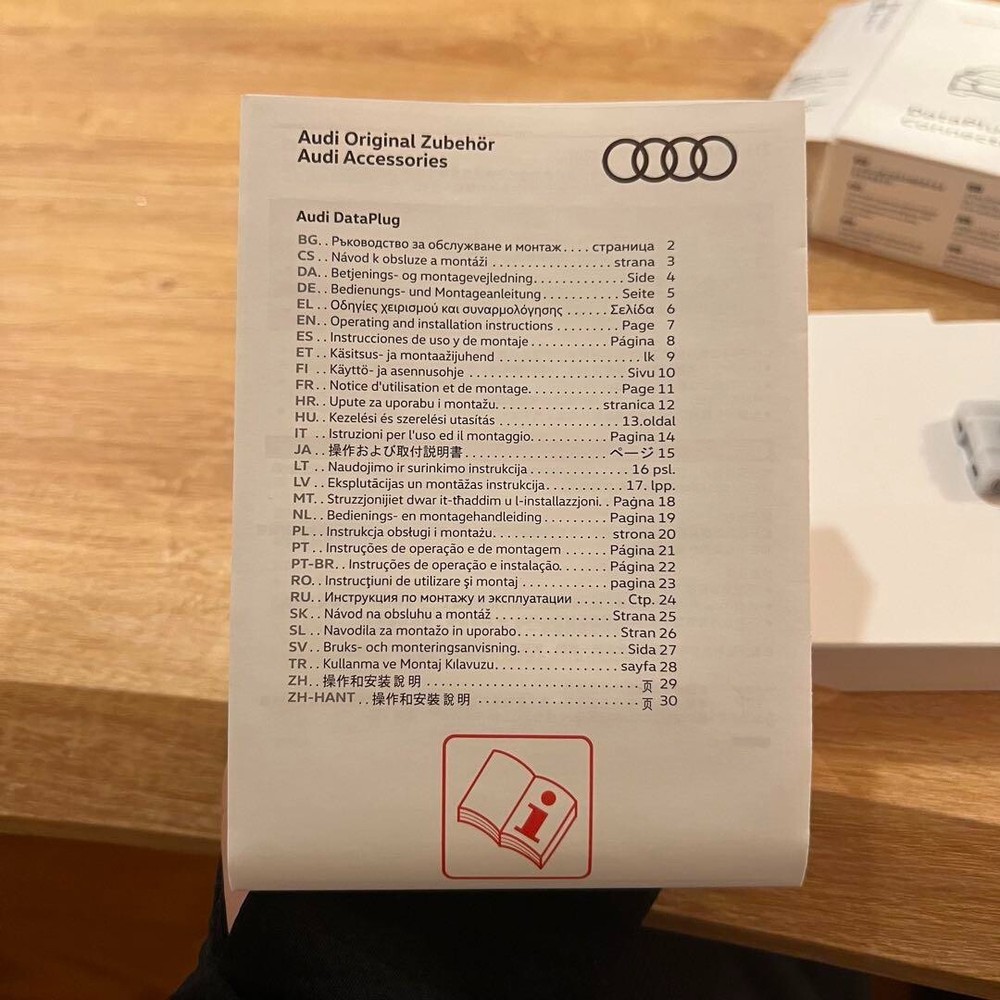 Audi Original Zubehör
Audi Accessories
Audi DataPlug
BG. . Ръководство за обслужване и монтаж. . . . страница 2
CS . . Návod k obsluze a montáži . . . . . . . . . . . . . . . . . . strana 3
DA. . Betjenings- og montagevejledning. . . . . . . . . . . . . . Side 4
DE. . Bedienungs- und Montageanleitung. . . . . . . . . . . . Seite 5
EL . . Οδηγίες χειρισμού και συναρμολόγησης . . . . . . Σελίδα 6
EN. . Operating and installation instructions . . . . . . . . . . Page 7
ES . . Instrucciones de uso y de montaje . . . . . . . . . . . . Página 8
ET . . Käsitsus- ja montaažijuhend . . . . . . . . . . . . . . . . . . . . . lk 9
FI . . Käyttö- ja asennusohje . . . . . . . . . . . . . . . . . . . . . . . Sivu 10
FR. . Notice d'utilisation et de montage. . . . . . . . . . . . . Page 11
HR. . Upute za uporabu i montažu. . . . . . . . . . . . . . . stranica 12
HU. . Kezelési és szerelési utasítás . . . . . . . . . . . . . . . . . 13.oldal
IT . . Istruzioni per l'uso ed il montaggio. . . . . . . . . . . Pagina 14
JA . . 操作および取付説明書. . . . . . . . . . . . . . . . . . . . . ページ 15
LT . . Naudojimo ir surinkimo instrukcija . . . . . . . . . . . . . 16 psl.
LV . . Eksplutācijas un montāžas instrukcija. . . . . . . . . . . 17. lpp.
MT. . Struzzjonijiet dwar it-tħaddim u l-installazzjoni. . Paġna 18
NL. . Bedienings- en montagehandleiding . . . . . . . . . . Pagina 19
PL . . Instrukcja obsługi i montażu. . . . . . . . . . . . . . . . . strona 20
PT . . Instruções de operação e de montagem . . . . . . Página 21
PT-BR. . Instruções de operação e instalação. . . . . . . . Página 22
RO. . Instrucţiuni de utilizare şi montaj . . . . . . . . . . . . pagina 23
RU. . Инструкция по монтажу и эксплуатации . . . . . . . Стр. 24
SK . . Návod na obsluhu a montáž . . . . . . . . . . . . . . . . . Strana 25
SL . . Navodila za montažo in uporabo. . . . . . . . . . . . . . Stran 26
SV . . Bruks- och monteringsanvisning. . . . . . . . . . . . . . . Sida 27
TR . . Kullanma ve Montaj Kılavuzu. . . . . . . . . . . . . . . . . sayfa 28
ZH. . 操作和安裝說明 . . . . . . . . . . . . . . . . . . . . . . . . . . . . . 页 29
ZH-HANT . . 操作和安裝說明 . . . . . . . . . . . . . . . . . . . . . . 页 30
i